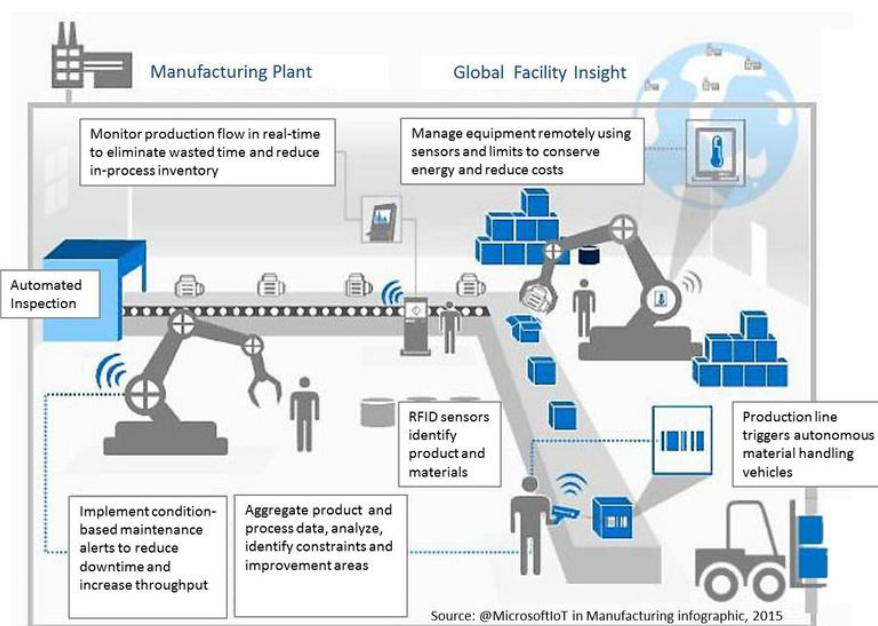 Manufacturing Plant
Global Facility Insight
Monitor production flow in real-time
to eliminate wasted time and reduce
in-process inventory
Manage equipment remotely using
sensors and limits to conserve
energy and reduce costs
Automated
Inspection
RFID sensors
identify
product and
materials
Production line
triggers autonomous
material handling
vehicles
Implement condition-
based maintenance
alerts to reduce
downtime and
increase throughput
Aggregate product and
process data, analyze,
identify constraints and
improvement areas
Source: @MicrosoftIoT in Manufacturing infographic, 2015